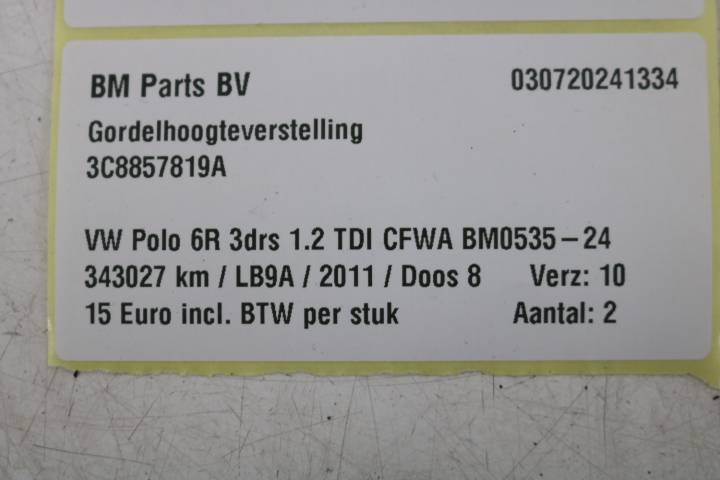 BM Parts BV 030720241334
Gordelhoogteverstelling
3C8857819A
VW Polo 6R 3drs 1.2 TDI CFWA BM0535-24
343027 km / LB9A / 2011 / Doos 8 Verz: 10
15 Euro incl. BTW per stuk Aantal: 2